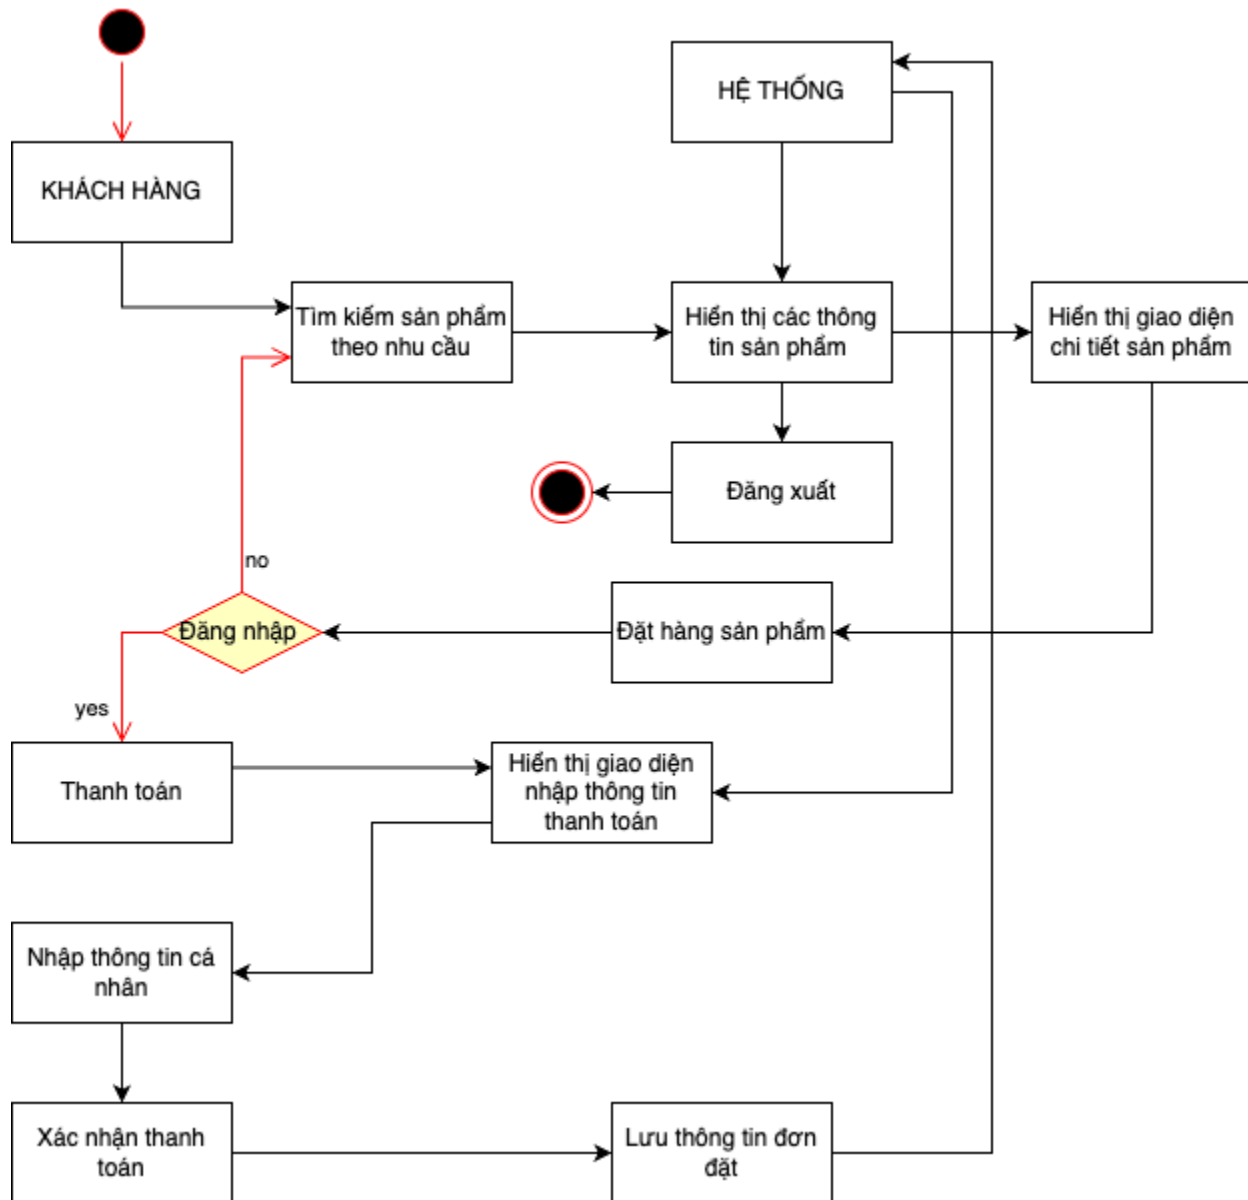 HỆ THỐNG
KHÁCH HÀNG
Tìm kiếm sản phẩm
theo nhu cầu
Hiển thị các thông
tin sản phẩm
Hiển thị giao diện
chi tiết sản phẩm
Đăng xuất
no
Đăng nhập
Đặt hàng sản phẩm
yes
Thanh toán
Hiển thị giao diện
nhập thông tin
thanh toán
Nhập thông tin cá
nhân
Xác nhận thanh
toán
Lưu thông tin đơn
đặt